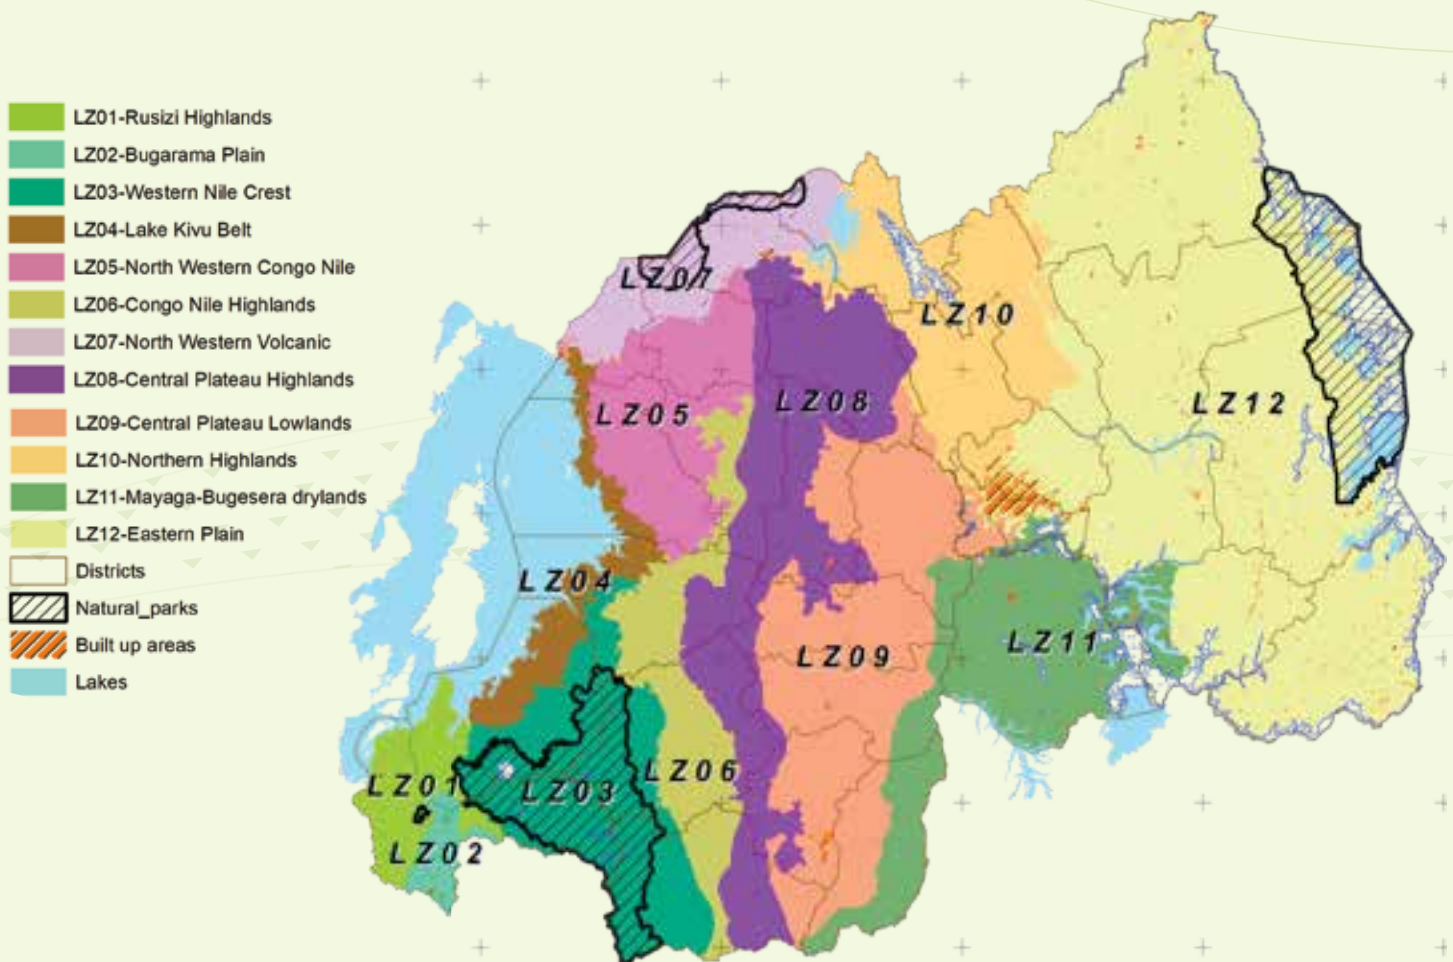 LZ01-Rusizi Highlands
LZ02-Bugarama Plain
LZ03-Western Nile Crest
LZ04-Lake Kivu Belt
LZ05-North Western Congo Nile
LZ06-Congo Nile Highlands
LZ07-North Western Volcanic
LZ08-Central Plateau Highlands
LZ09-Central Plateau Lowlands
LZ10-Northern Highlands
LZ11-Mayaga-Bugesera drylands
LZ12-Eastern Plain
Districts
Natural_parks
Built up areas
Lakes
LZ07
LZ10
LZ05
LZ08
LZ12
LZ04
LZ11
LZ09
LZ01
LZ03
LZ06
LZ02